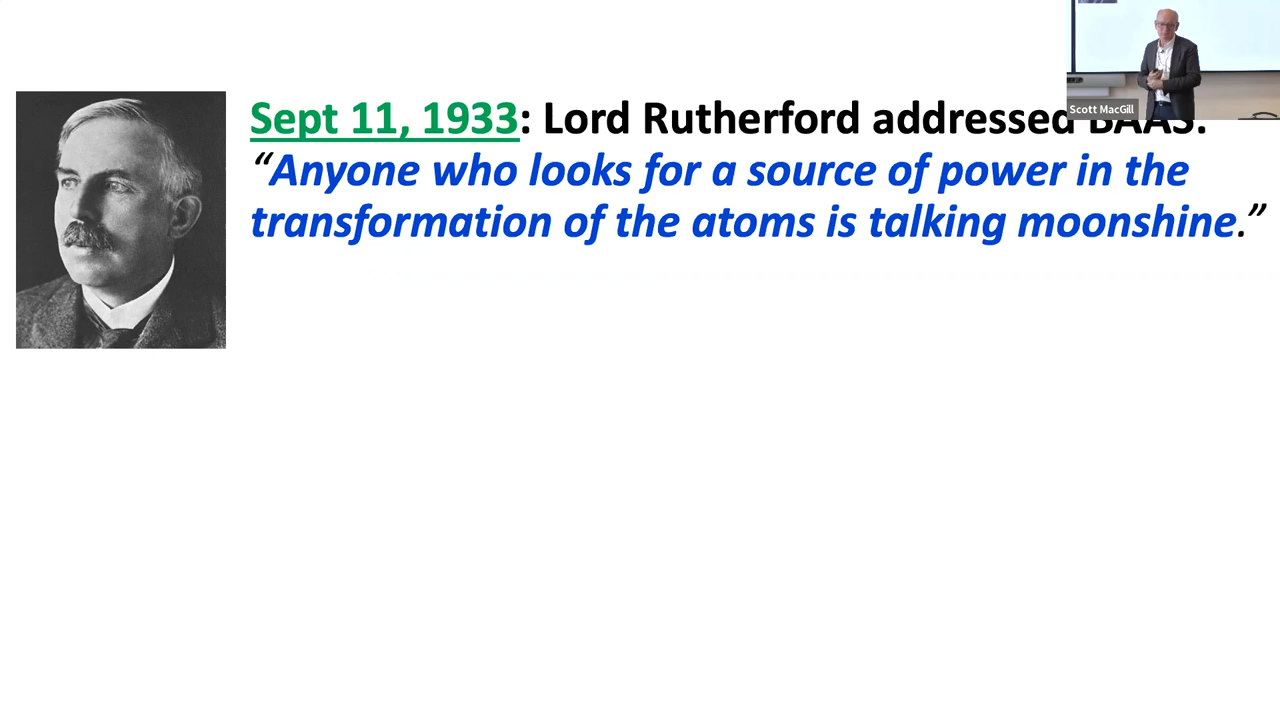 Sept 11, 1933: Lord Rutherford addressed BAAS:
“Anyone who looks for a source of power in the
transformation of the atoms is talking moonshine.”
Scott MacGill